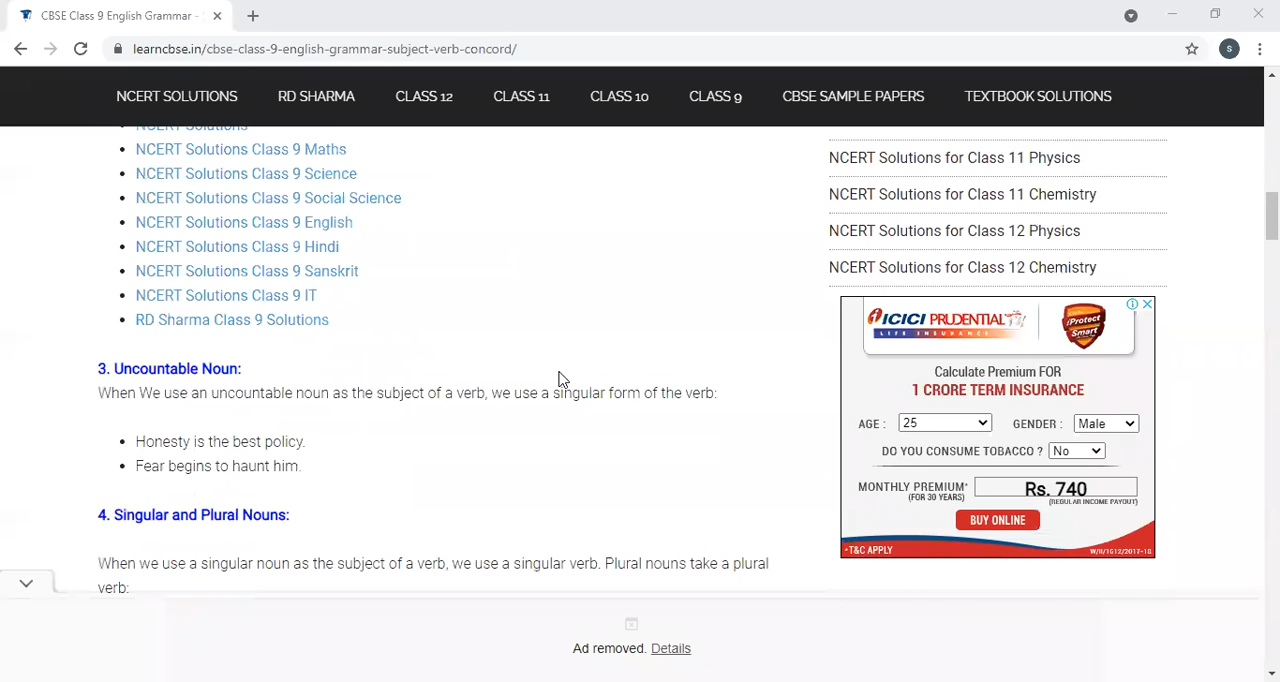 CBSE Class 9 English Grammar -
learncbse.in/cbse-class-9-english-grammar-subject-verb-concord/
S
NCERT SOLUTIONS RD SHARMA CLASS 12 CLASS 11 CLASS 10 CLASS 9 CBSE SAMPLE PAPERS TEXTBOOK SOLUTIONS
NCERT Solutions
NCERT Solutions Class 9 Maths
NCERT Solutions Class 9 Science
NCERT Solutions Class 9 Social Science
NCERT Solutions Class 9 English
NCERT Solutions Class 9 Hindi
NCERT Solutions Class 9 Sanskrit
NCERT Solutions Class 9 IT
RD Sharma Class 9 Solutions
3. Uncountable Noun:
When We use an uncountable noun as the subject of a verb, we use a singular form of the verb:
Honesty is the best policy.
Fear begins to haunt him.
4. Singular and Plural Nouns:
When we use a singular noun as the subject of a verb, we use a singular verb. Plural nouns take a plural
verb:
NCERT Solutions for Class 11 Physics
NCERT Solutions for Class 11 Chemistry
NCERT Solutions for Class 12 Physics
NCERT Solutions for Class 12 Chemistry
ICICI PRUDENTIAL
LIFE INSURANCE
iProtect
Smart
Calculate Premium FOR
1 CRORE TERM INSURANCE
AGE : 25 GENDER : Male
DO YOU CONSUME TOBACCO ? No
MONTHLY PREMIUM* Rs. 740
(FOR 30 YEARS) (REGULAR INCOME PAYOUT)
BUY ONLINE
*T&C APPLY W/II/1612/2017-18
Ad removed. Details